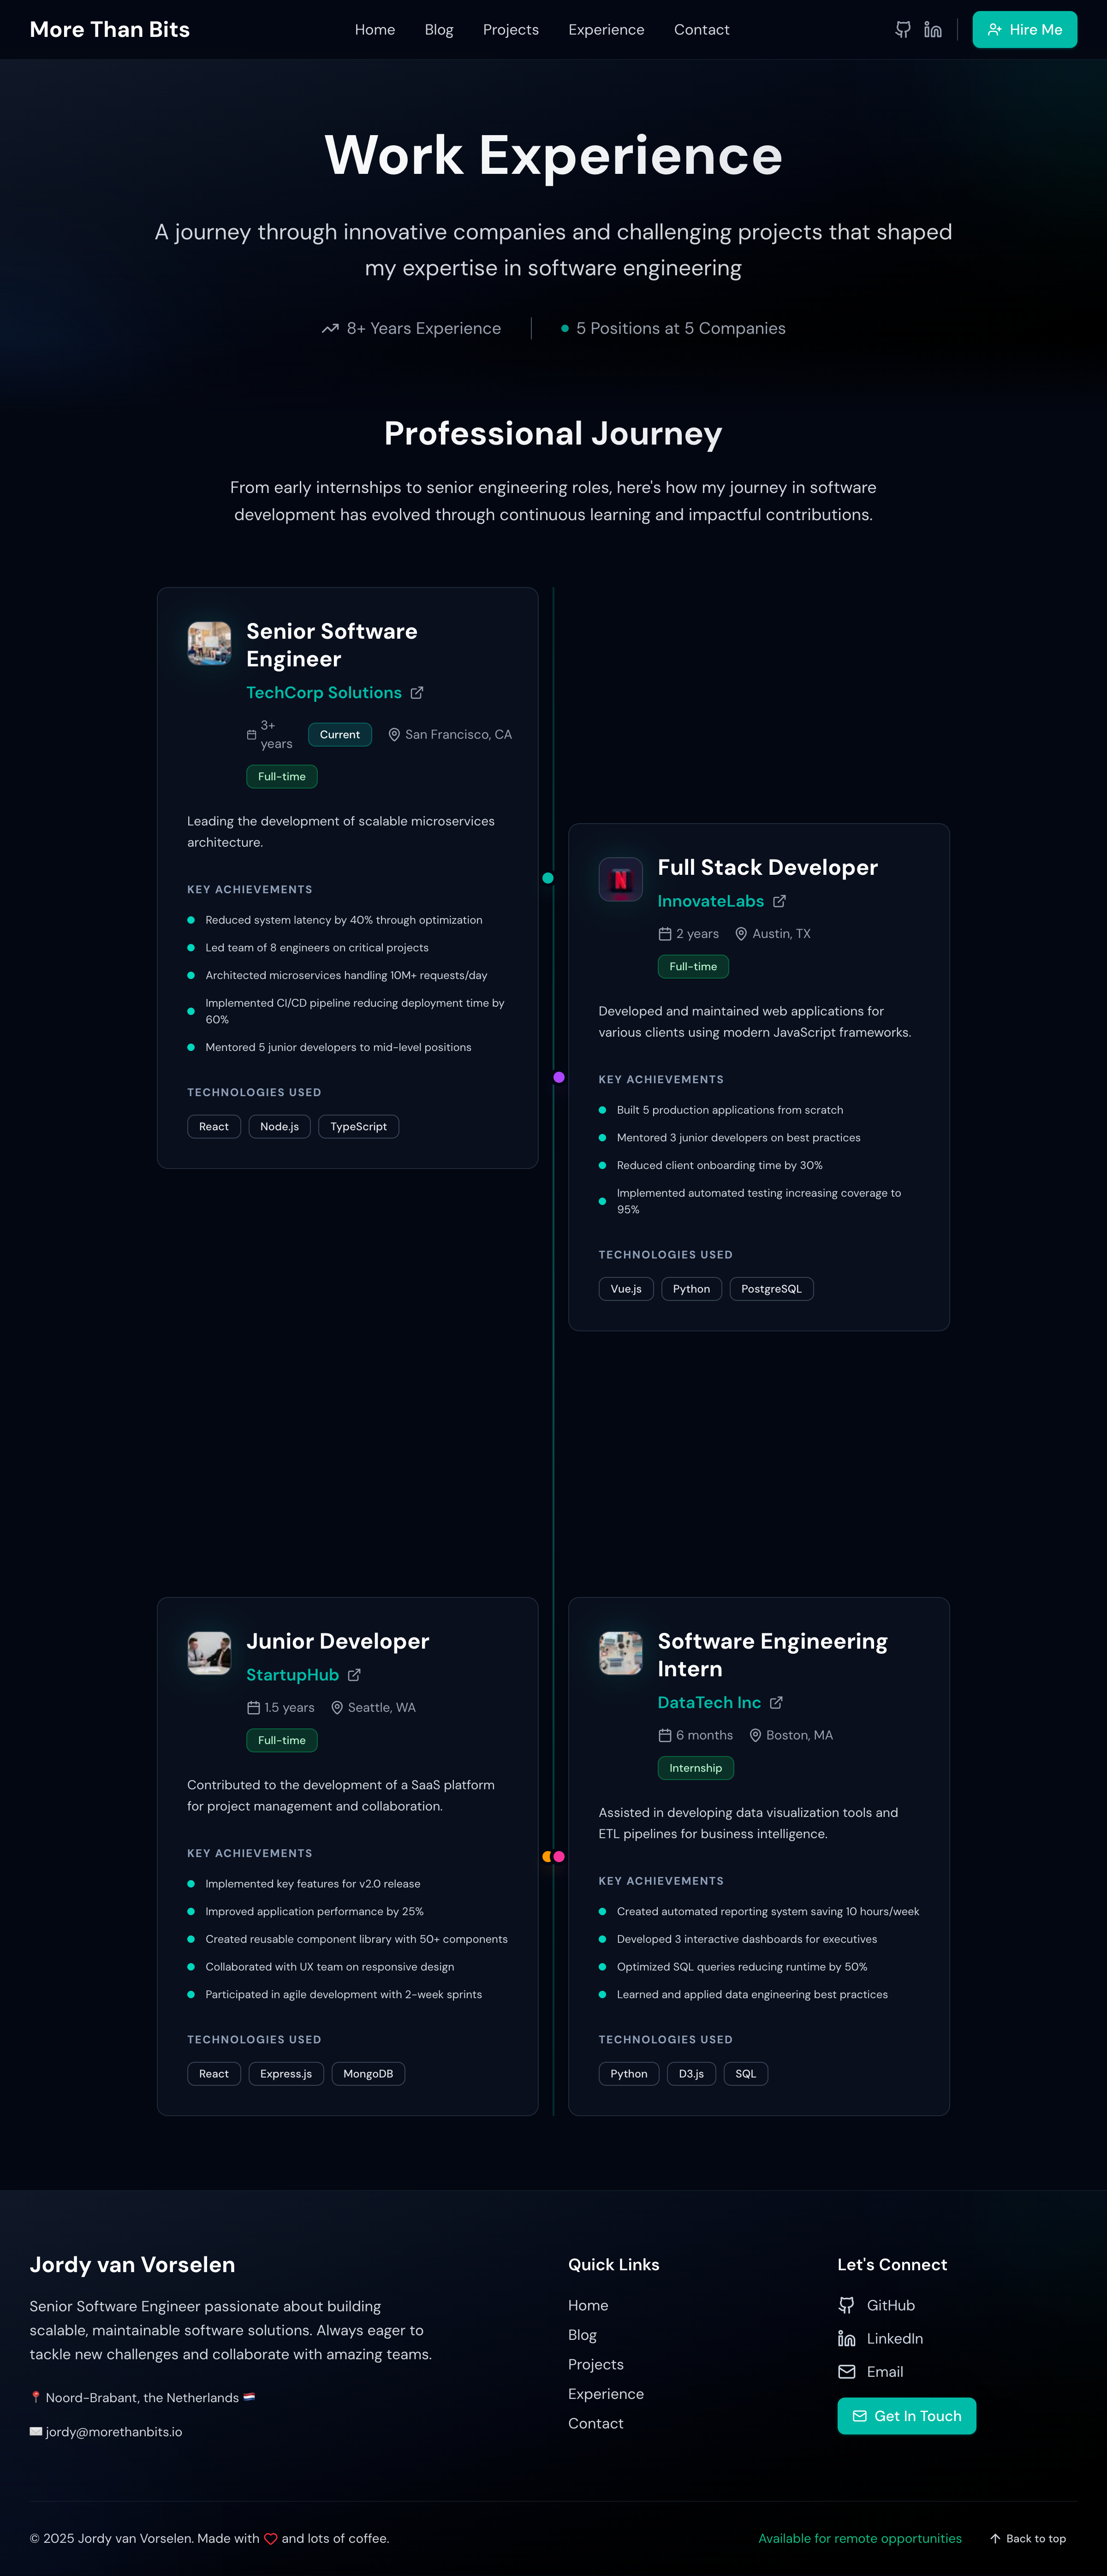 More Than Bits
Home
Blog
Projects
Experience
Contact
Hire Me
Work Experience
A journey through innovative companies and challenging projects that shaped
my expertise in software engineering
8+ Years Experience
5 Positions at 5 Companies
Professional Journey
From early internships to senior engineering roles, here's how my journey in software
development has evolved through continuous learning and impactful contributions.
Senior Software
Engineer
TechCorp Solutions
3+
years
Current
San Francisco, CA
Full-time
Leading the development of scalable microservices
architecture.
KEY ACHIEVEMENTS
Reduced system latency by 40% through optimization
Led team of 8 engineers on critical projects
Architected microservices handling 10M+ requests/day
Implemented CI/CD pipeline reducing deployment time by
60%
Mentored 5 junior developers to mid-level positions
TECHNOLOGIES USED
React
Node.js
TypeScript
N
Full Stack Developer
InnovateLabs
2 years
Austin, TX
Full-time
Developed and maintained web applications for
various clients using modern JavaScript frameworks.
KEY ACHIEVEMENTS
Built 5 production applications from scratch
Mentored 3 junior developers on best practices
Reduced client onboarding time by 30%
Implemented automated testing increasing coverage to
95%
TECHNOLOGIES USED
Vue.js
Python
PostgreSQL
Junior Developer
StartupHub
1.5 years
Seattle, WA
Full-time
Contributed to the development of a SaaS platform
for project management and collaboration.
KEY ACHIEVEMENTS
Implemented key features for v2.0 release
Improved application performance by 25%
Created reusable component library with 50+ components
Collaborated with UX team on responsive design
Participated in agile development with 2-week sprints
TECHNOLOGIES USED
React
Express.js
MongoDB
Software Engineering
Intern
DataTech Inc
6 months
Boston, MA
Internship
Assisted in developing data visualization tools and
ETL pipelines for business intelligence.
KEY ACHIEVEMENTS
Created automated reporting system saving 10 hours/week
Developed 3 interactive dashboards for executives
Optimized SQL queries reducing runtime by 50%
Learned and applied data engineering best practices
TECHNOLOGIES USED
Python
D3.js
SQL
Jordy van Vorselen
Senior Software Engineer passionate about building
scalable, maintainable software solutions. Always eager to
tackle new challenges and collaborate with amazing teams.
📍 Noord-Brabant, the Netherlands 🇳🇱
✉️ jordy@morethanbits.io
Quick Links
Home
Blog
Projects
Experience
Contact
Let's Connect
GitHub
LinkedIn
Email
Get In Touch
© 2025 Jordy van Vorselen. Made with ♡ and lots of coffee.
Available for remote opportunities
Back to top